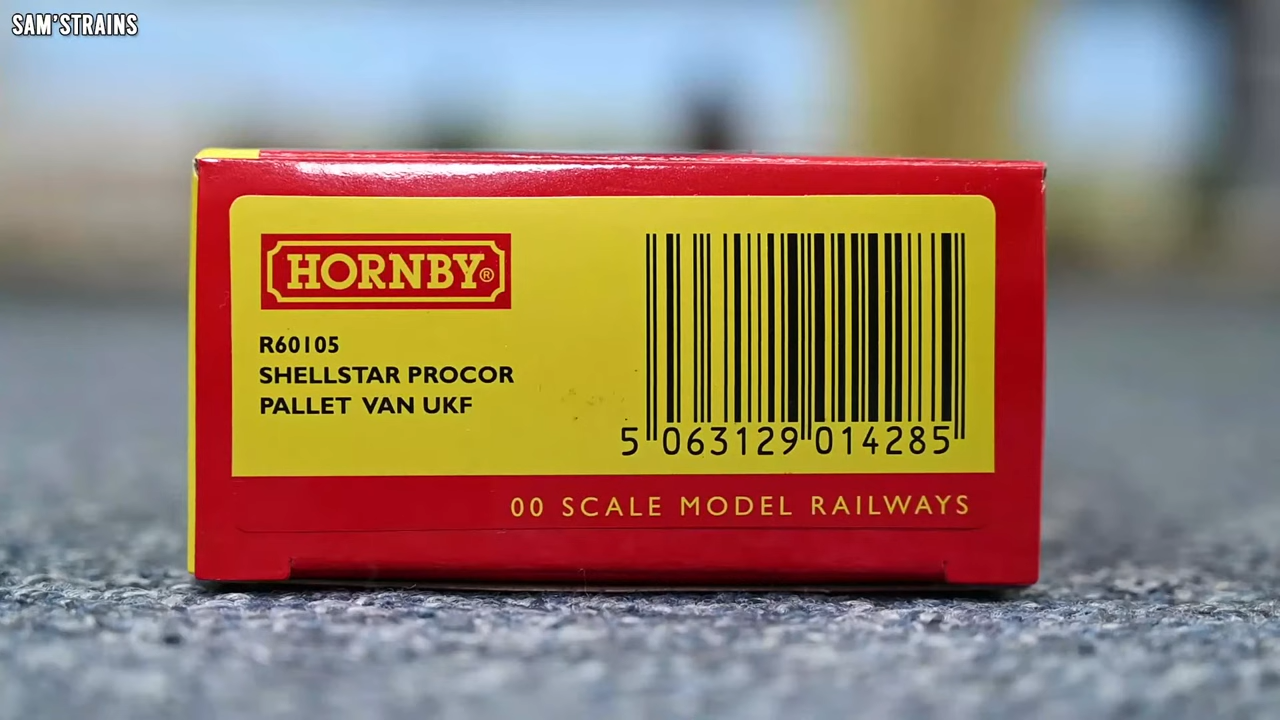 SAM'STRAINS
HORNBY®
R60105
SHELLSTAR PROCOR
PALLET VAN UKF
5 063129 014285
00 SCALE MODEL RAILWAYS